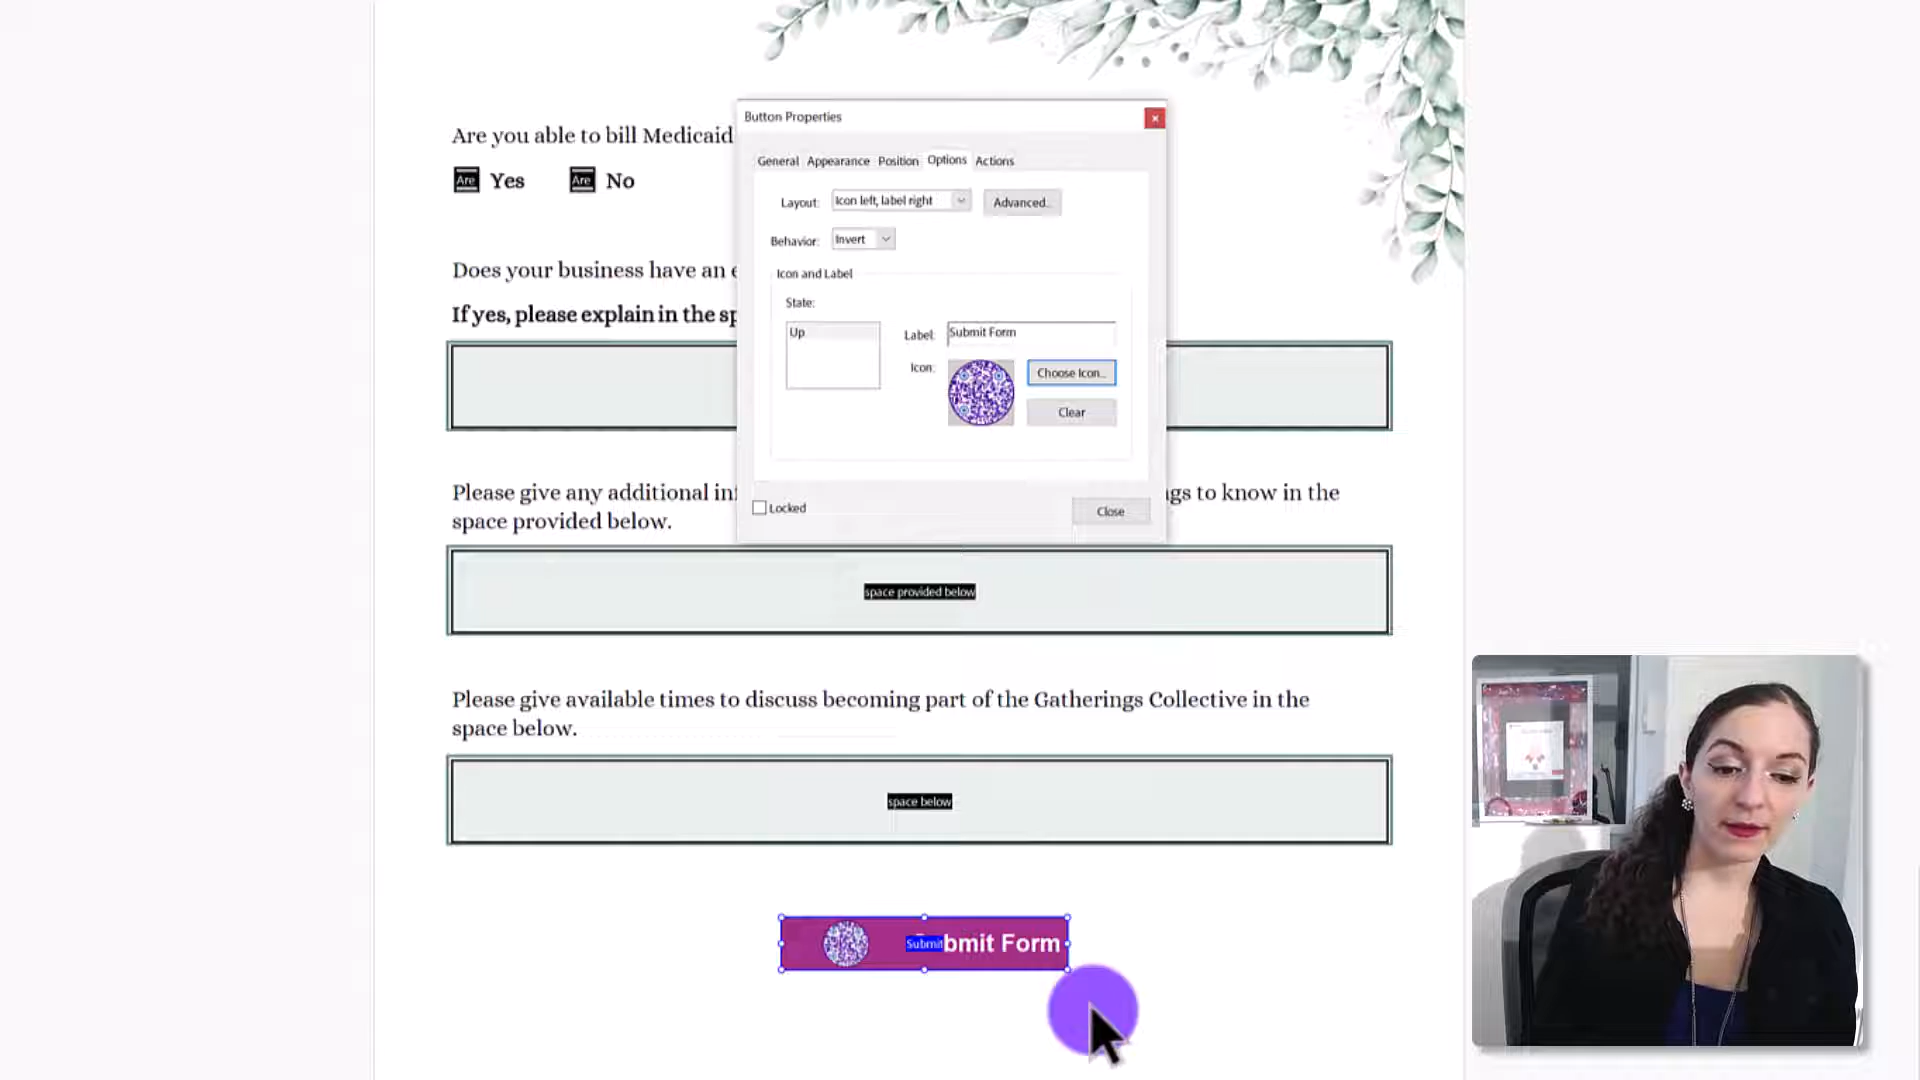 Are you able to bill Medicaid
Are Yes Are No
Does your business have an e
If yes, please explain in the sp
Button Properties
General Appearance Position Options Actions
Layout: Icon left, label right Advanced...
Behavior: Invert
Icon and Label
State:
Up
Label: Submit Form
Icon: Choose Icon...
Clear
Locked
Close
Please give any additional in
gs to know in the
space provided below.
space provided below
Please give available times to discuss becoming part of the Gatherings Collective in the
space below.
space below
Submit bmit Form